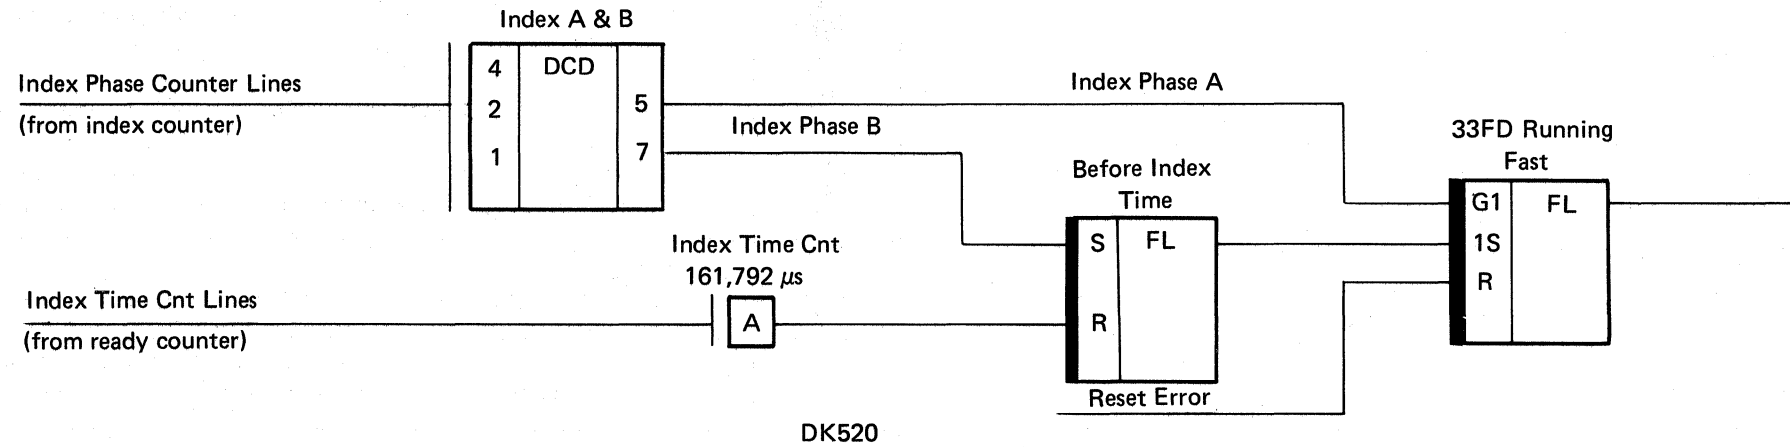 Index A & B
4 DCD
Index Phase Counter Lines
2 5
(from index counter)
1 7
Index Phase A
Index Phase B
33FD Running
Fast
Before Index
Time
G1 FL
1S
R
S FL
R
Index Time Cnt
161,792 µs
Index Time Cnt Lines
A
(from ready counter)
Reset Error
DK520